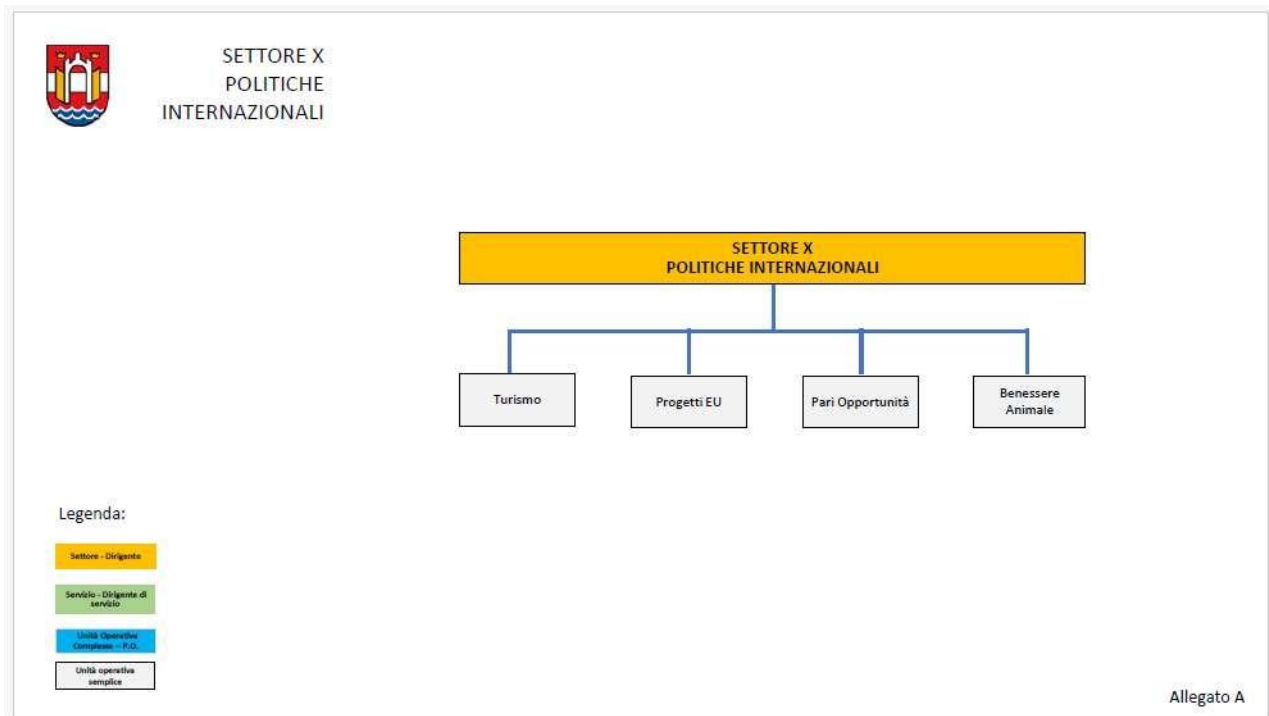 SETTORE X
POLITICHE
INTERNAZIONALI
SETTORE X
POLITICHE INTERNAZIONALI
Turismo
Progetti EU
Pari Opportunità
Benessere
Animale
Legenda:
Settore - Dirigente
Servizio - Dirigente di
servizio
Unità Operativa
Complessa – P.O.
Unità operativa
semplice
Allegato A